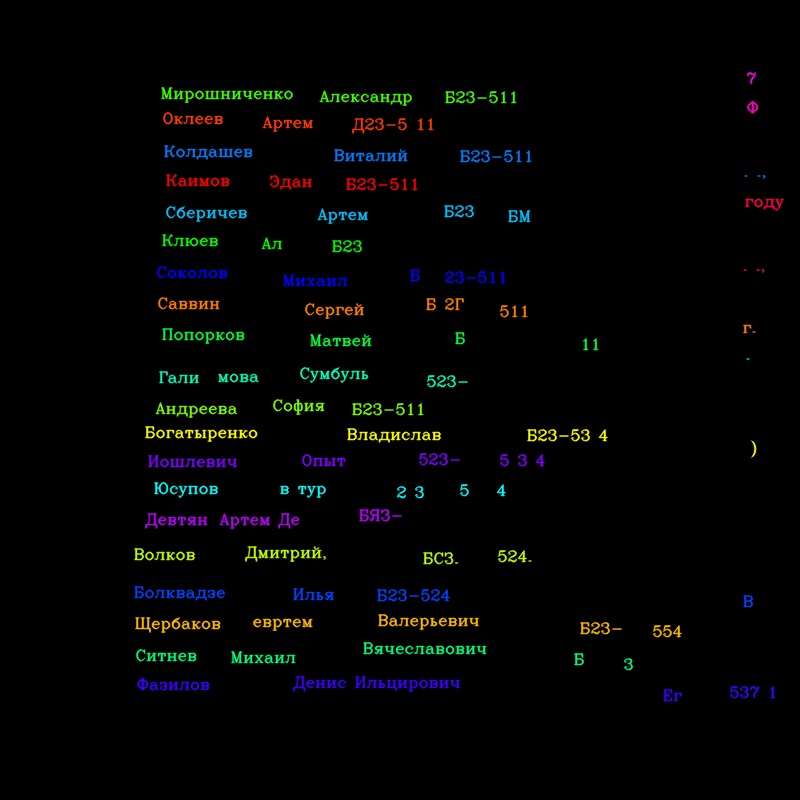 7
Мирошниченко Александр Б23-511
Ф
Оклеев Артем Д23-5 11
Колдашев Виталий Б23-511
. .,
Каимов Эдан Б23-511
году
Сберичев Артем Б23 БМ
Клюев Ал Б23
Соколов Михаил Б 23-511
. .,
Саввин Сергей Б 2Г 511
г.
Попорков Матвей Б 11
.
Гали мова Сумбуль 523-
Андреева София Б23-511
Богатыренко Владислав Б23-53 4
)
Иошлевич Опыт 523- 5 3 4
Юсупов в тур 2 3 5 4
Девтян Артем Де БЯЗ-
Волков Дмитрий, БСЗ. 524.
Болквадзе Илья Б23-524
В
Щербаков евртем Валерьевич Б23- 554
Ситнев Михаил Вячеславович Б 3
Фазилов Денис Ильцирович Ег 537 1